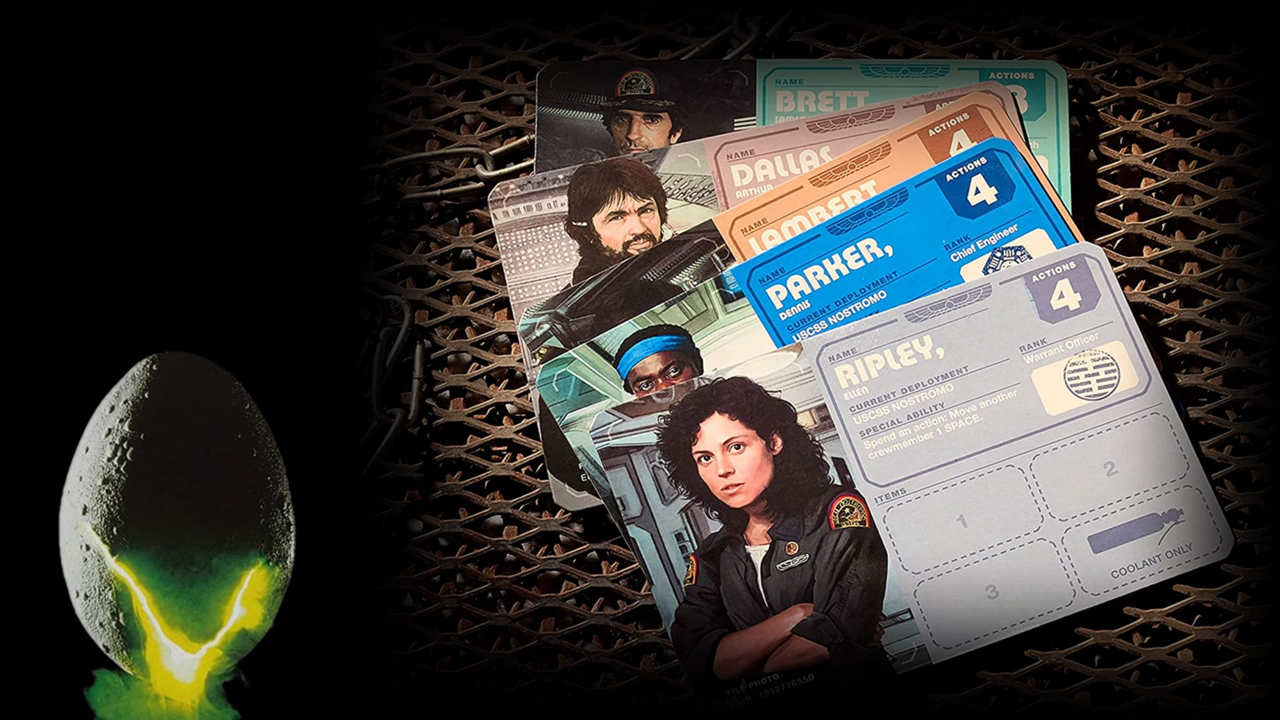 NAME
BRETT
ACTIONS
3
NAME
DALLAS
ARTHUR
4
NAME
LAMBERT
ACTIONS
4
NAME
PARKER,
DENNIS
CURRENT DEPLOYMENT
USCSS NOSTROMO
RANK
Chief Engineer
ACTIONS
4
NAME
RIPLEY,
ELLEN
CURRENT DEPLOYMENT
USCSS NOSTROMO
SPECIAL ABILITY
Spend an action: Move another
crewmember 1 SPACE.
RANK
Warrant Officer
ACTIONS
4
ITEMS
1
2
3
COOLANT ONLY
FILE PHOTO